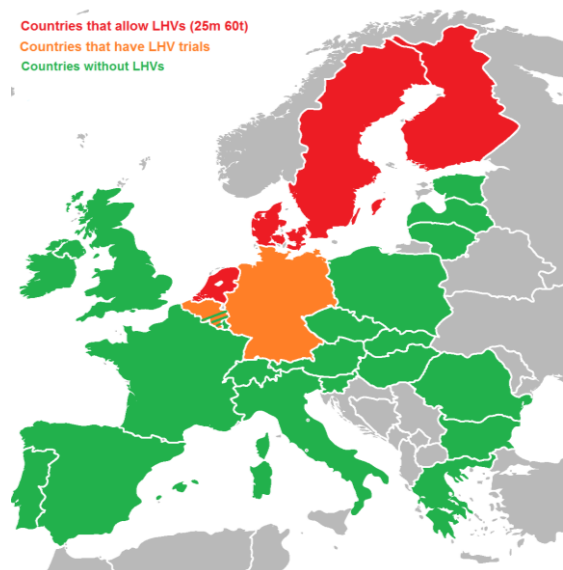 Countries that allow LHVs (25m 60t)
Countries that have LHV trials
Countries without LHVs